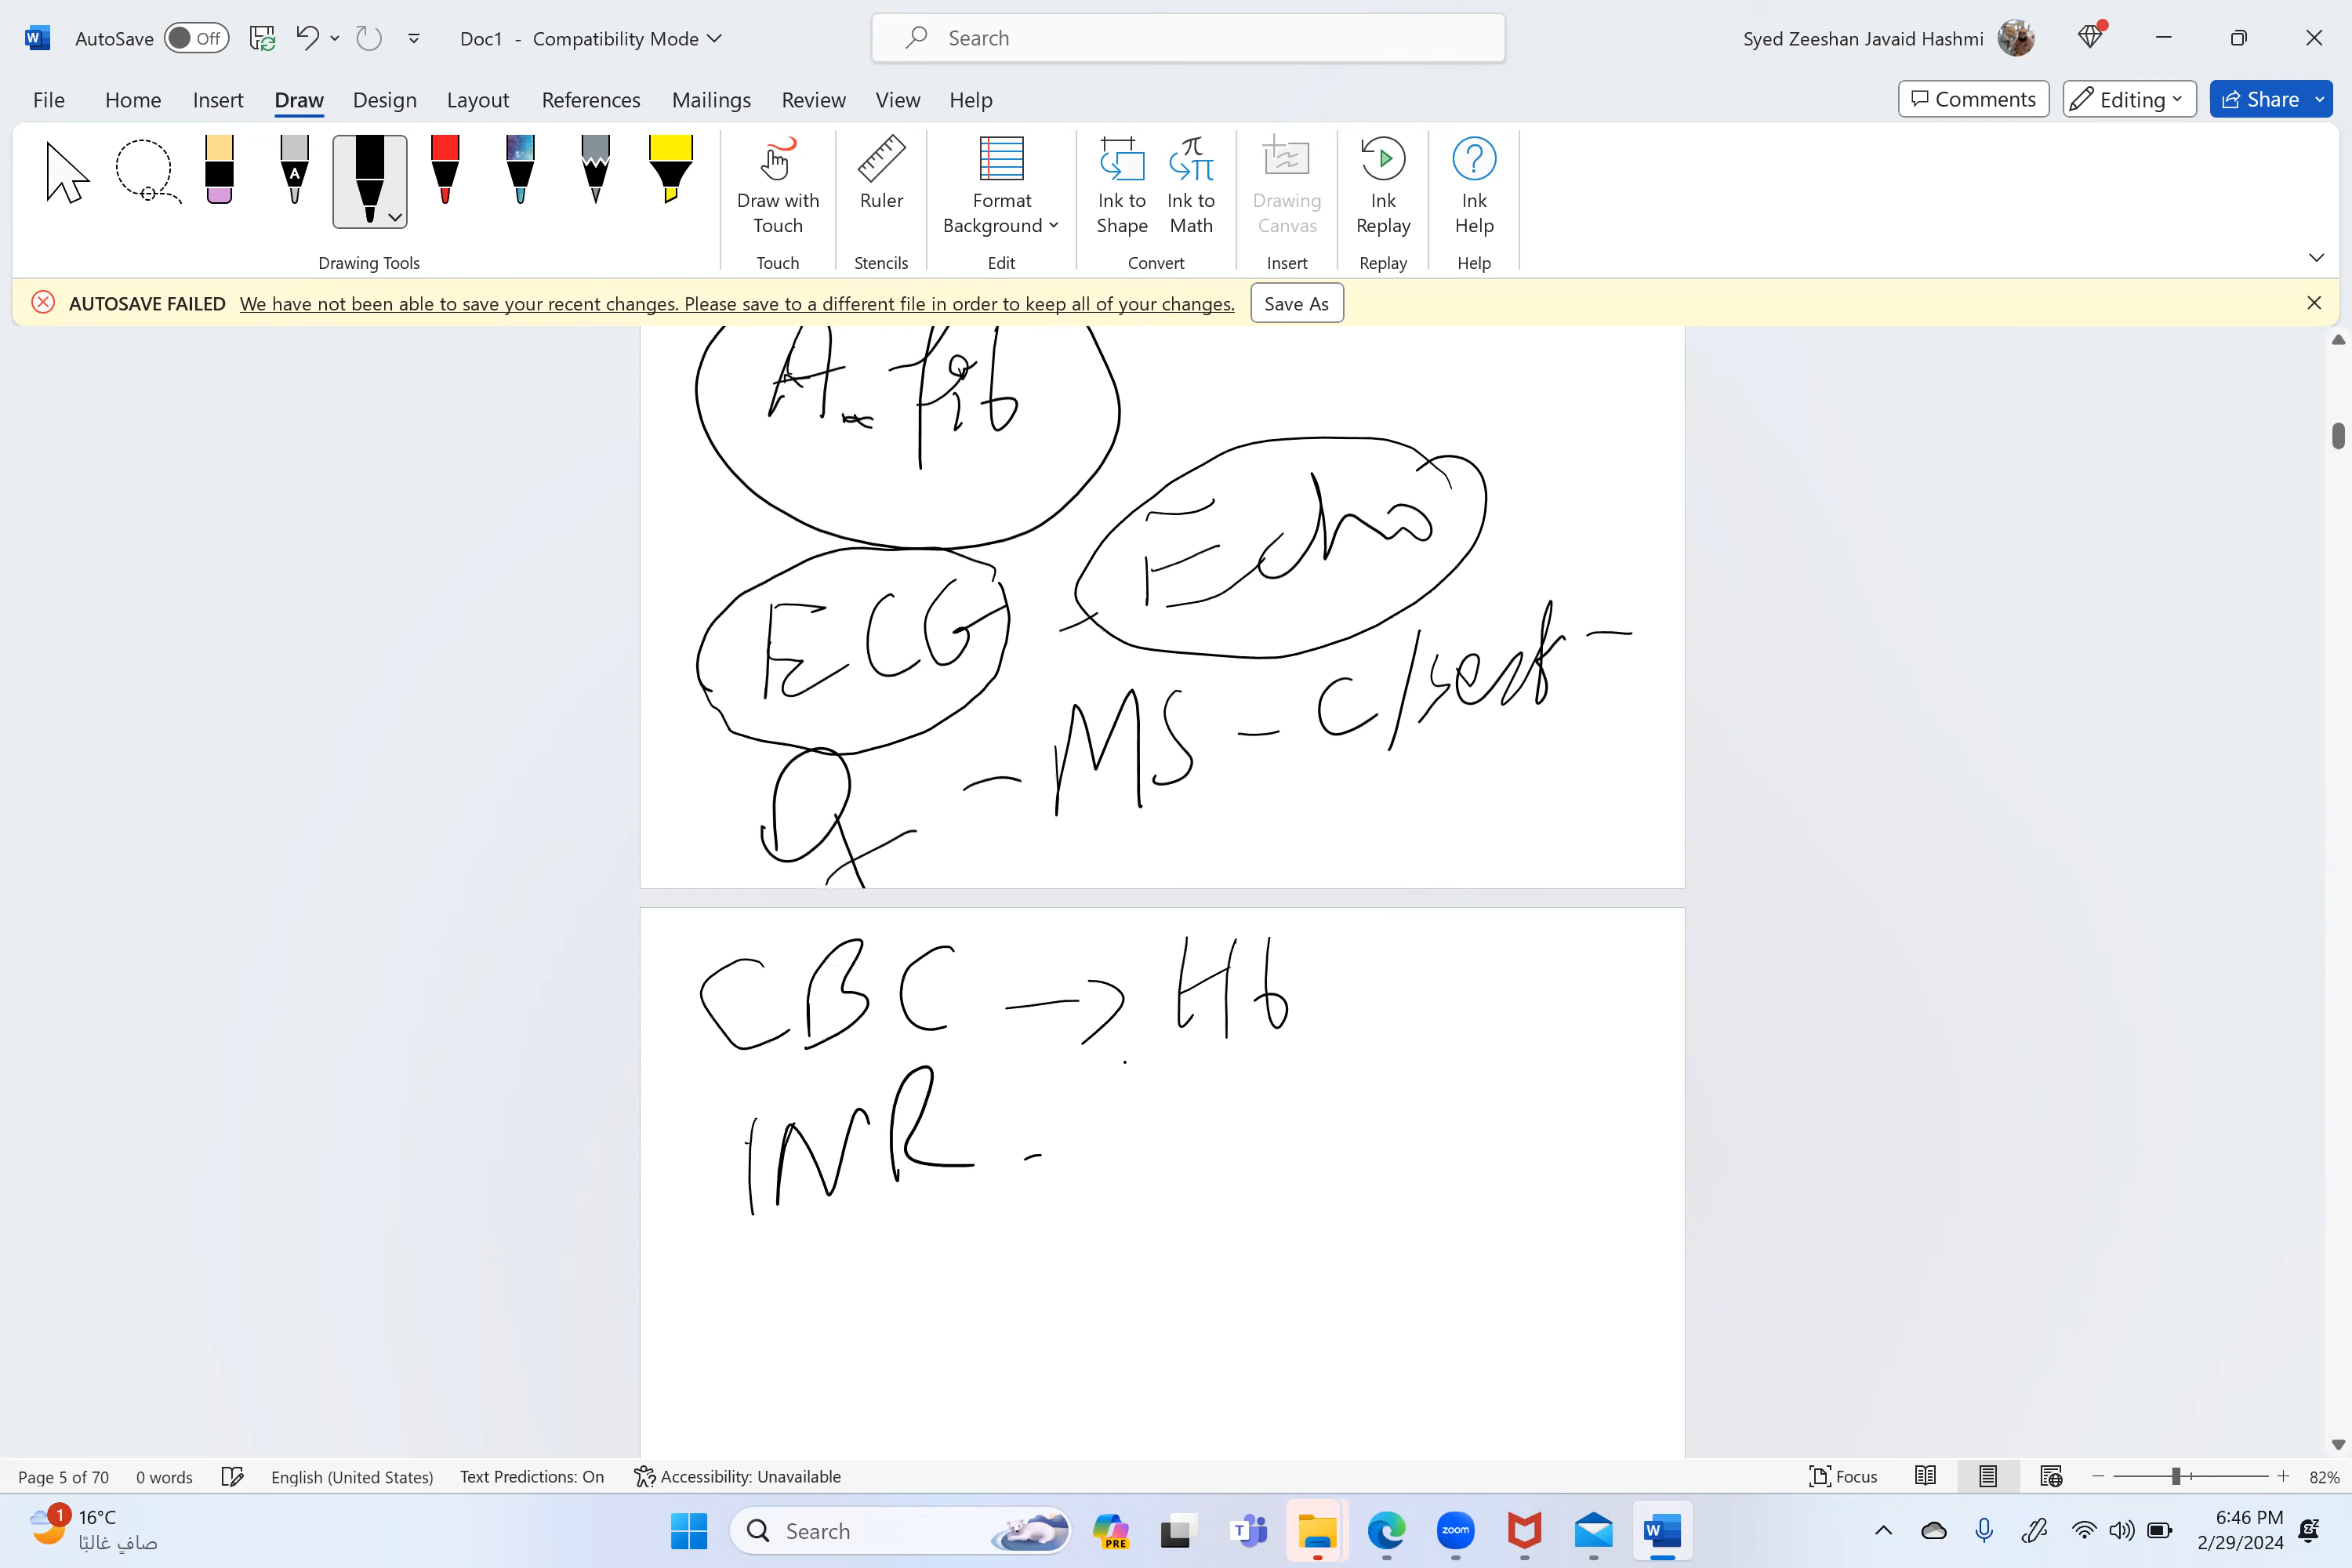 AutoSave Off Doc1 - Compatibility Mode Search Syed Zeeshan Javaid Hashmi
File Home Insert Draw Design Layout References Mailings Review View Help Comments Editing Share
A
Draw with Touch Ruler Format Background Ink to Shape Ink to Math Drawing Canvas Ink Replay Ink Help
Drawing Tools Touch Stencils Edit Convert Insert Replay Help
AUTOSAVE FAILED We have not been able to save your recent changes. Please save to a different file in order to keep all of your changes. Save As
A - fib
Echo
ECG -
- MS - C/sect -
CBC → Hb
INR -
Page 5 of 70 0 words English (United States) Text Predictions: On Accessibility: Unavailable Focus 82%
1 16°C Search PRE zoom 6:46 PM
صافٍ غالبًا 2/29/2024